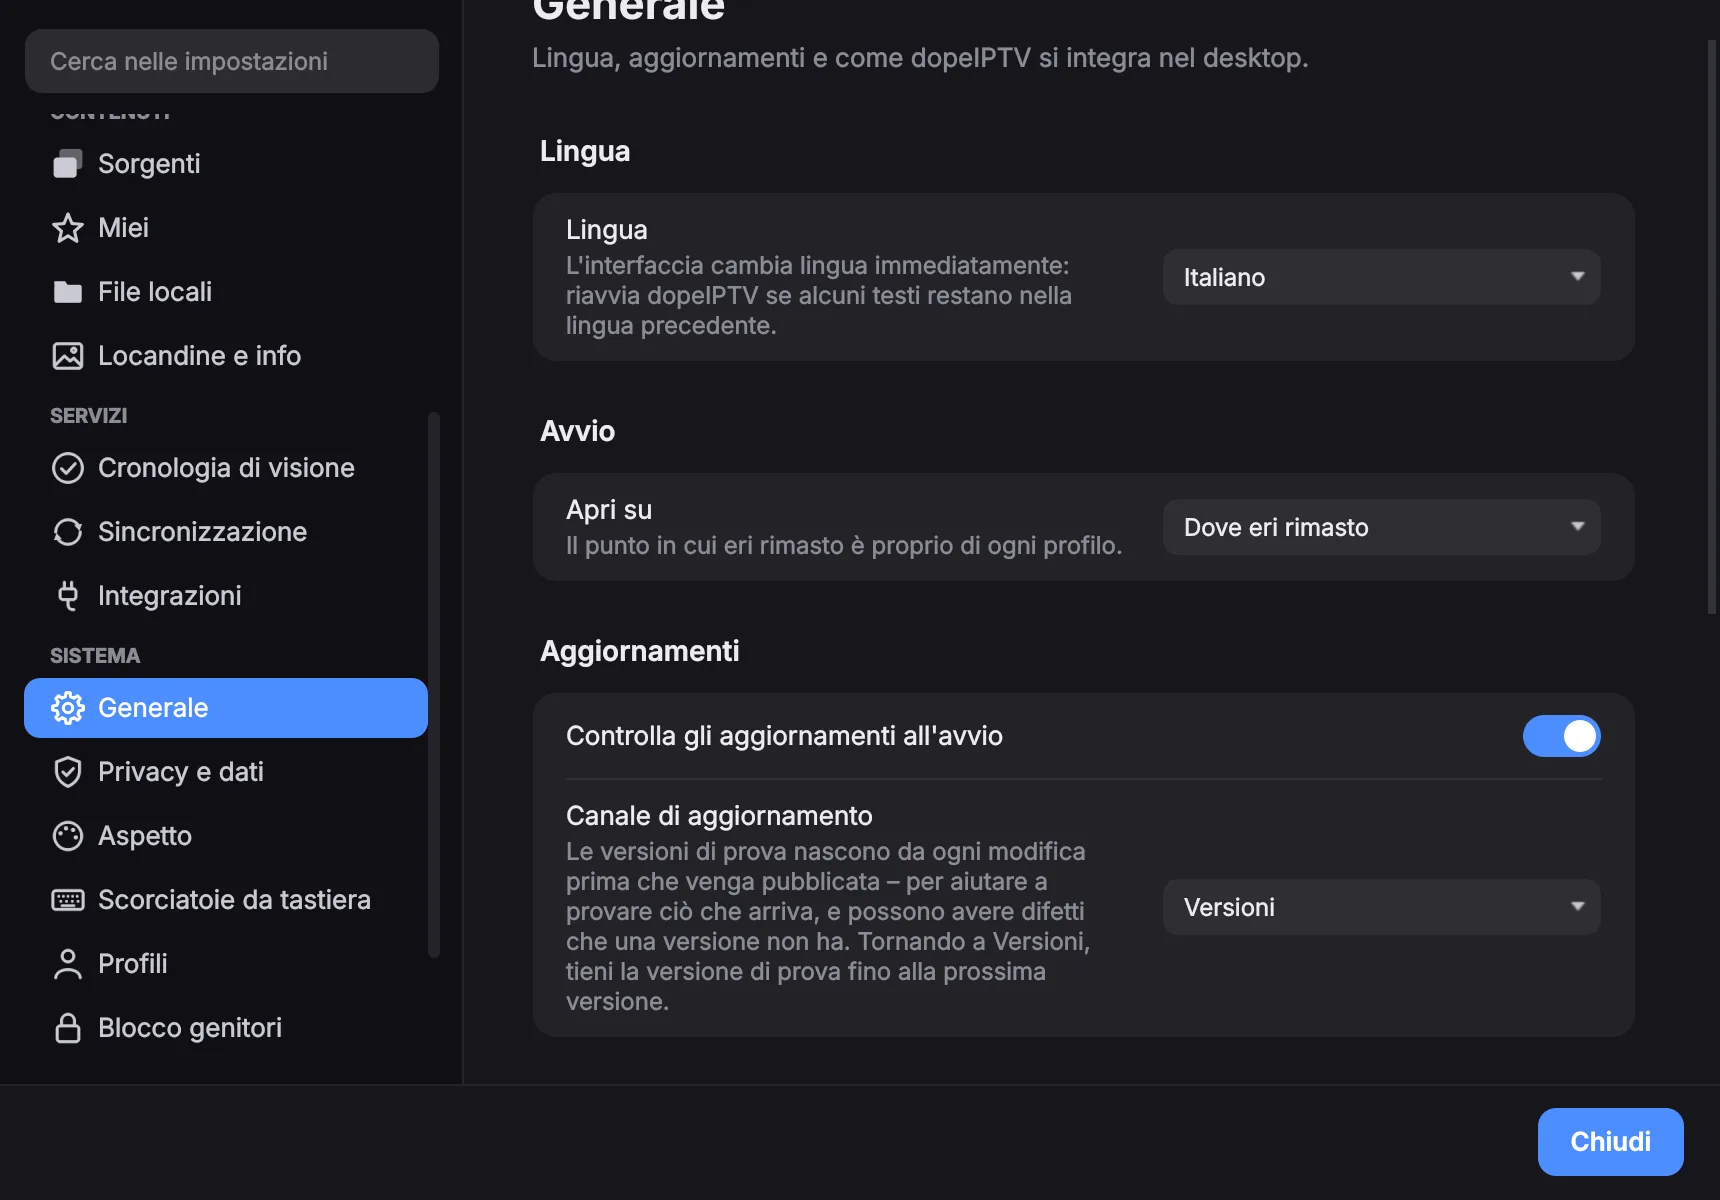 Cerca nelle impostazioni
CONTENUTI
Sorgenti
Miei
File locali
Locandine e info
SERVIZI
Cronologia di visione
Sincronizzazione
Integrazioni
SISTEMA
Generale
Privacy e dati
Aspetto
Scorciatoie da tastiera
Profili
Blocco genitori
Generale
Lingua, aggiornamenti e come dopeIPTV si integra nel desktop.
Lingua
Lingua
L'interfaccia cambia lingua immediatamente:
riavvia dopeIPTV se alcuni testi restano nella
lingua precedente.
Italiano
Avvio
Apri su
Il punto in cui eri rimasto è proprio di ogni profilo.
Dove eri rimasto
Aggiornamenti
Controlla gli aggiornamenti all'avvio
Canale di aggiornamento
Le versioni di prova nascono da ogni modifica
prima che venga pubblicata – per aiutare a
provare ciò che arriva, e possono avere difetti
che una versione non ha. Tornando a Versioni,
tieni la versione di prova fino alla prossima
versione.
Versioni
Chiudi